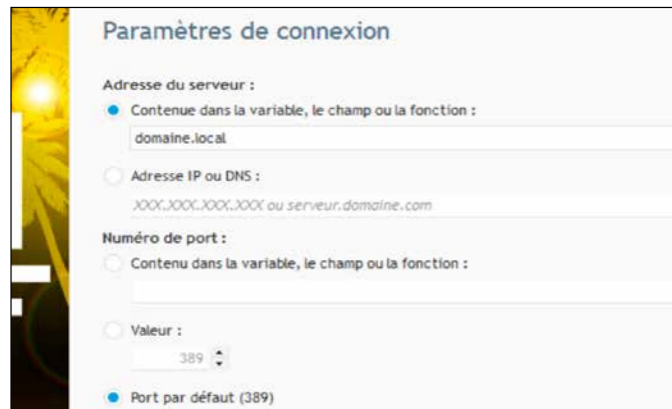 Paramètres de connexion
Adresse du serveur :
Contenue dans la variable, le champ ou la fonction :
domaine.local
Adresse IP ou DNS :
XXX.XXX.XXX.XXX ou serveur.domaine.com
Numéro de port :
Contenu dans la variable, le champ ou la fonction :
Valeur :
389
Port par défaut (389)